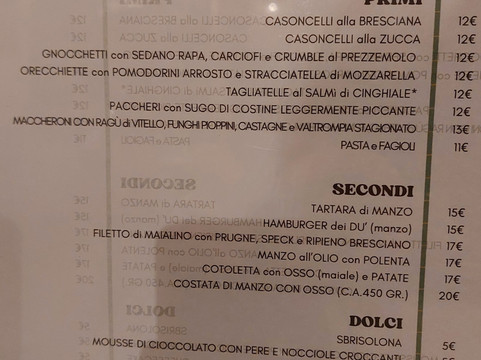 PRIMI
CASONCELLI alla BRESCIANA 12€
CASONCELLI alla ZUCCA 12€
GNOCCHETTI con SEDANO RAPA, CARCIOFI e CRUMBLE al PREZZEMOLO 12€
ORECCHIETTE con POMODORINI ARROSTO e STRACCIATELLA di MOZZARELLA 12€
TAGLIATELLE al SALMì di CINGHIALE* 12€
PACCHERI con SUGO DI COSTINE LEGGERMENTE PICCANTE 12€
MACCHERONI CON RAGÙ di VITELLO, FUNGHI PIOPPINI, CASTAGNE e VALTROMPIA STAGIONATO 13€
PASTA e FAGIOLI 11€
SECONDI
TARTARA di MANZO 15€
HAMBURGER dei DU' (manzo) 15€
FILETTO di MAIALINO con PRUGNE, SPECK e RIPIENO BRESCIANO 17€
MANZO all'OLIO con POLENTA 17€
COTOLETTA con OSSO (maiale) e PATATE 17€
COSTATA DI MANZO CON OSSO (C.A.450 GR.) 20€
DOLCI
SBRISOLONA 5€
MOUSSE di CIOCCOLATO CON PERE E NOCCIOLE CROCCANTI 5€